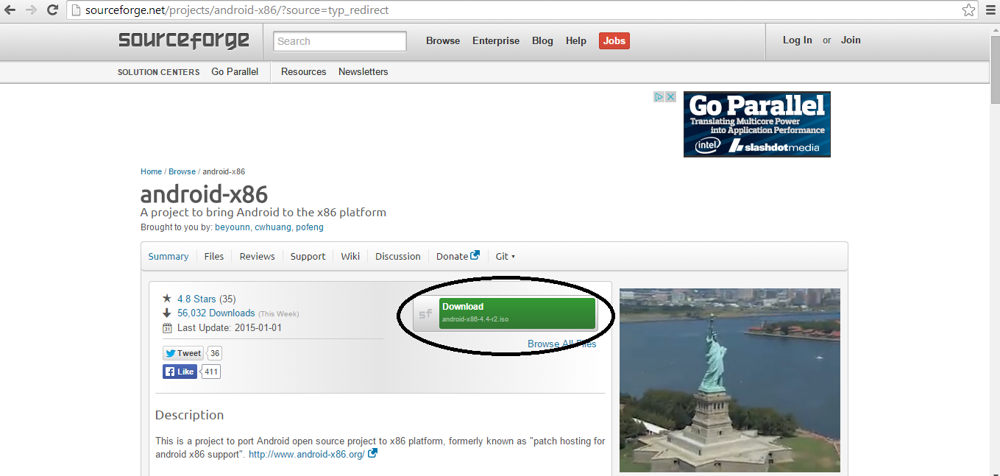 sourceforge.net/projects/android-x86/?source=typ_redirect
sourceforge
Search
Browse Enterprise Blog Help Jobs
Log In or Join
SOLUTION CENTERS Go Parallel Resources Newsletters
Go Parallel
Translating Multicore Power
into Application Performance
intel slashdotmedia
Home / Browse / android-x86
android-x86
A project to bring Android to the x86 platform
Brought to you by: beyounn, cwhuang, pofeng
Summary Files Reviews Support Wiki Discussion Donate Git
4.8 Stars (35)
56,032 Downloads (This Week)
31 Last Update: 2015-01-01
Tweet 36
Like 411
sf Download
android-x86-4.4-r2.iso
Browse All Files
Description
This is a project to port Android open source project to x86 platform, formerly known as "patch hosting for
android x86 support". http://www.android-x86.org/